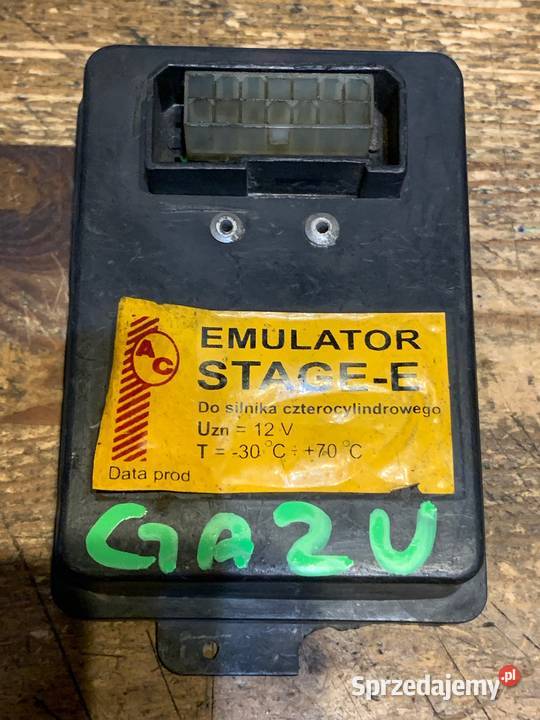 AC
EMULATOR
STAGE-E
Do silnika czterocylindrowego
Uzn = 12 V
T = -30 °C ÷ +70 °C
Data prod
GAZU
Sprzedajemy.pl